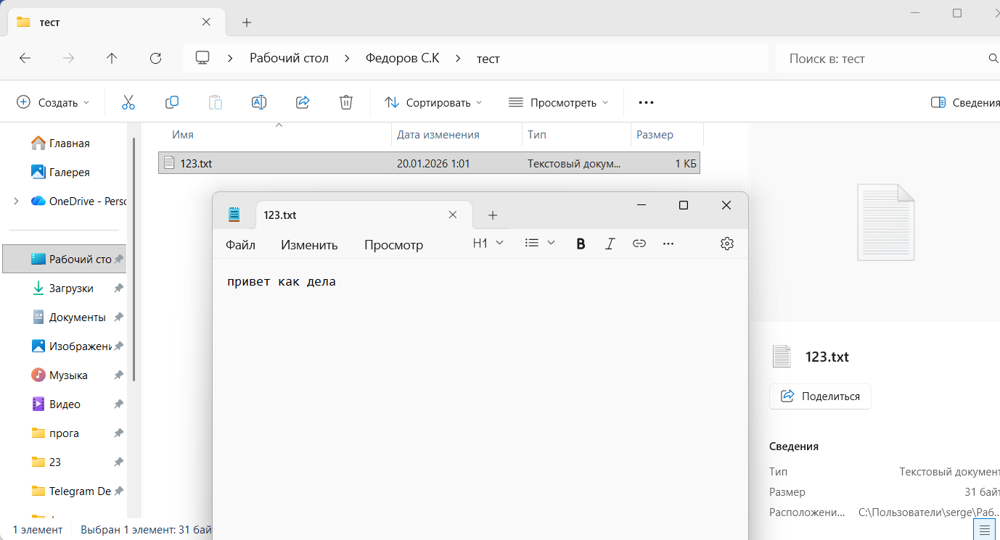 тест
Рабочий стол
Федоров С.К
тест
Поиск в: тест
Создать
Сортировать
Просмотреть
Сведения
Имя
Дата изменения
Тип
Размер
123.txt
20.01.2026 1:01
Текстовый докум...
1 КБ
Главная
Галерея
OneDrive - Perso
Рабочий сто
Загрузки
Документы
Изображени
Музыка
Видео
прога
23
Telegram De
1 элемент
Выбран 1 элемент: 31 бай
123.txt
Файл
Изменить
Просмотр
H1
B
I
привет как дела
123.txt
Поделиться
Сведения
Тип
Текстовый документ
Размер
31 байт
Расположени...
C:\Пользователи\serge\Раб...